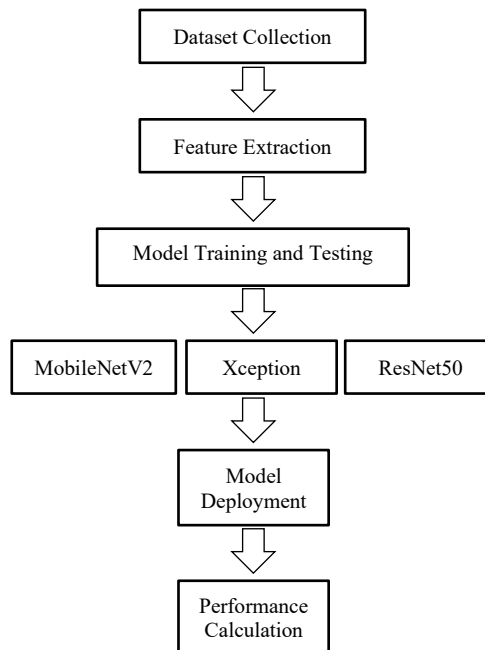 Dataset Collection
Feature Extraction
Model Training and Testing
MobileNetV2
Xception
ResNet50
Model
Deployment
Performance
Calculation